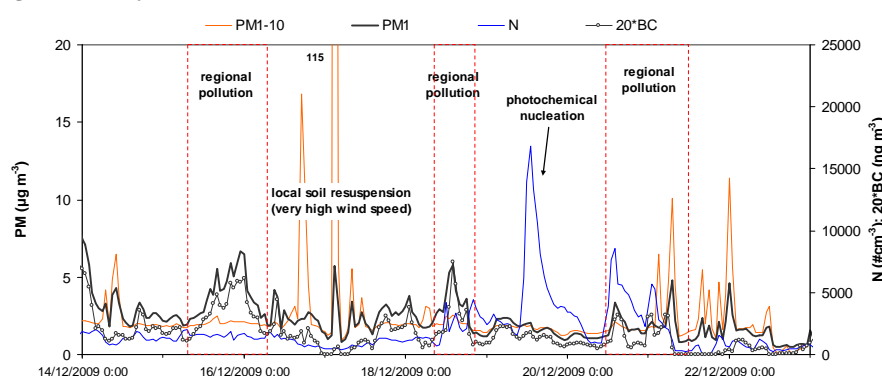 PM1-10 PM1 N 20*BC
20 25000
115
regional
pollution
regional
pollution
regional
pollution
photochemical
nucleation
20000
15
15000
local soil resuspension
(very high wind speed)
10
10000
5
5000
0 0
14/12/2009 0:00 16/12/2009 0:00 18/12/2009 0:00 20/12/2009 0:00 22/12/2009 0:00
PM (µg m⁻³)
N (#cm⁻³); 20*BC (ng m⁻³)